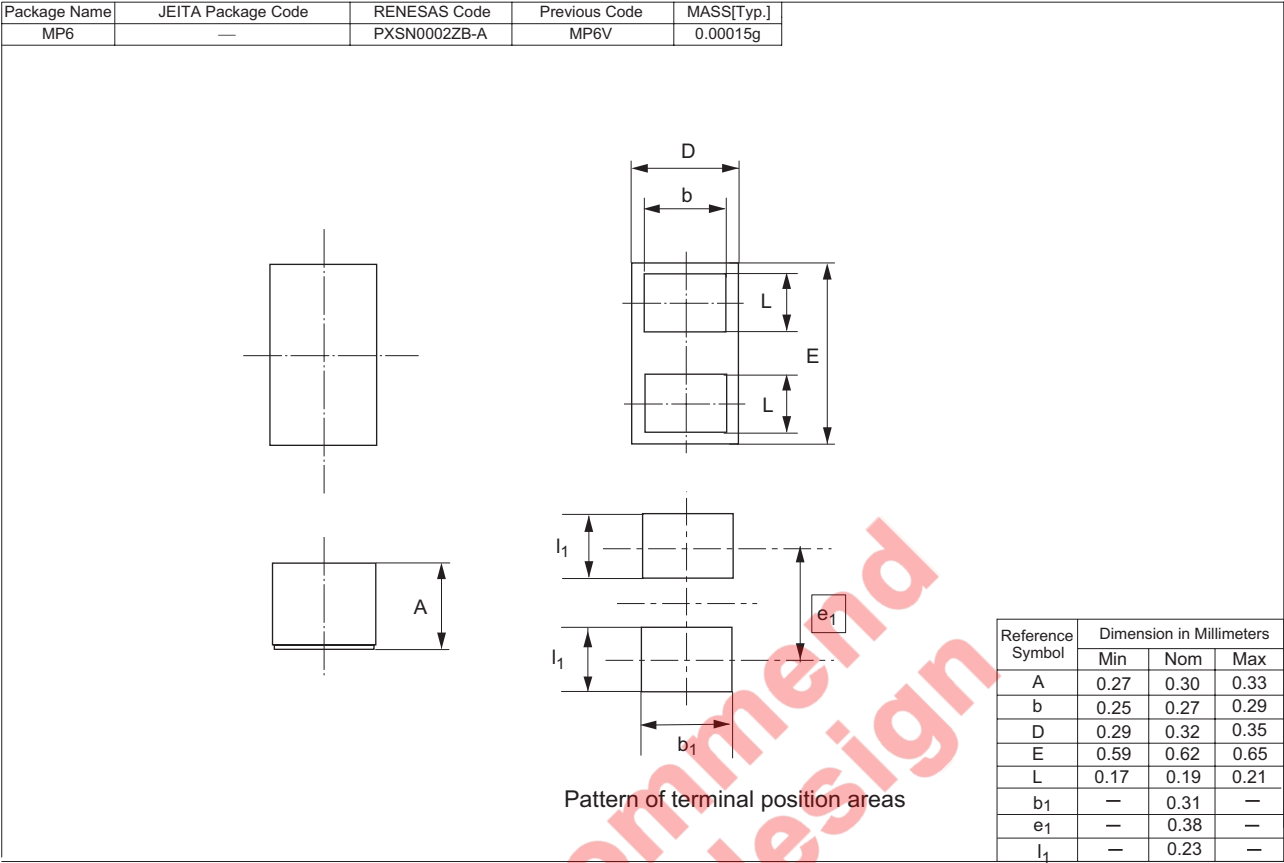 Package Name JEITA Package Code RENESAS Code Previous Code MASS[Typ.]
MP6 — PXSN0002ZB-A MP6V 0.00015g
D
b
L
E
L
l1
A
e1
l1
b1
Pattern of terminal position areas
Reference Symbol Dimension in Millimeters
Min Nom Max
A 0.27 0.30 0.33
b 0.25 0.27 0.29
D 0.29 0.32 0.35
E 0.59 0.62 0.65
L 0.17 0.19 0.21
b1 — 0.31 —
e1 — 0.38 —
l1 — 0.23 —
ommend
design